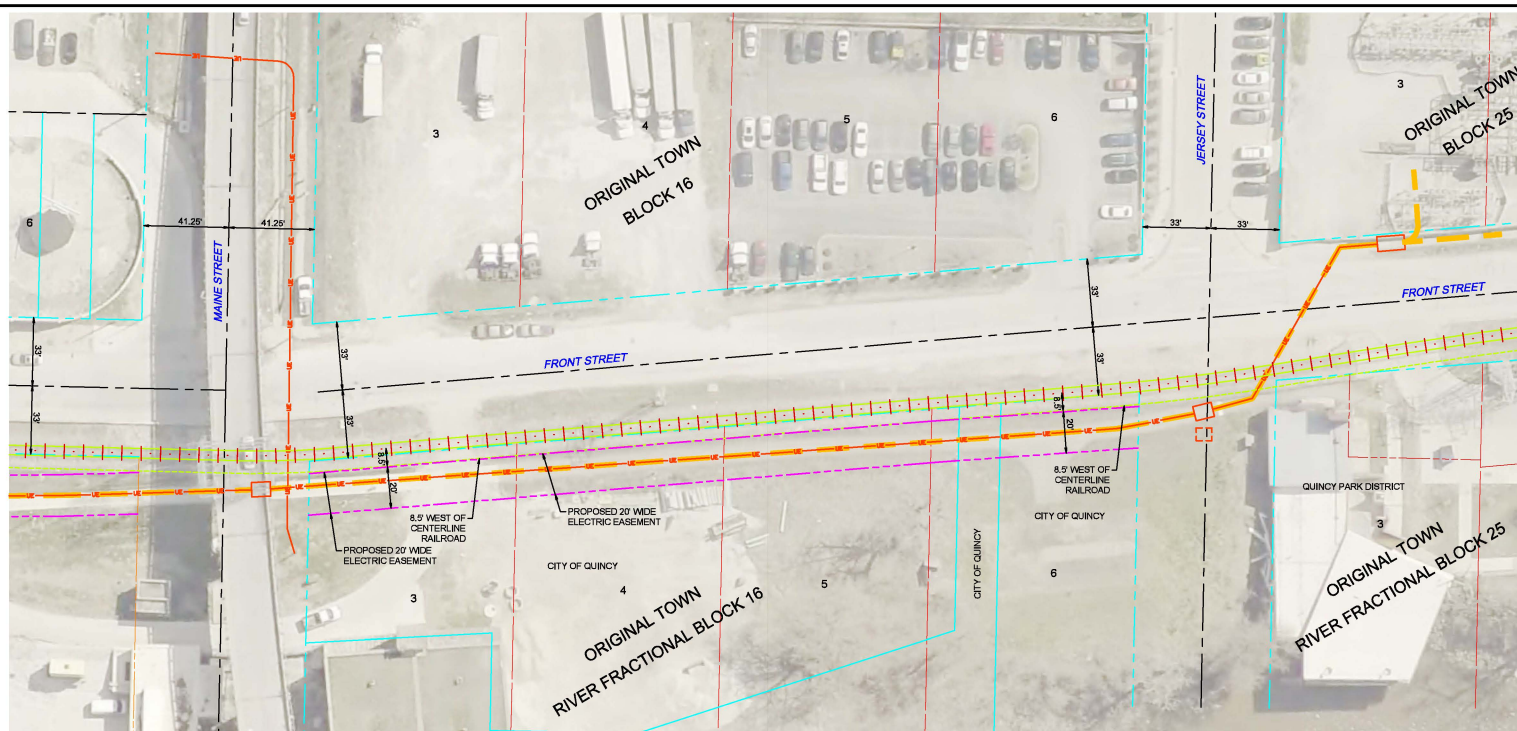 3
4
5
6
ORIGINAL TOWN
BLOCK 16
JERSEY STREET
3
ORIGINAL TOWN
BLOCK 25
6
41.25'
41.25'
MAINE STREET
33'
33'
33'
33'
33'
33'
33'
33'
FRONT STREET
FRONT STREET
UE
8.5'
20'
8.5'
20'
8.5' WEST OF
CENTERLINE
RAILROAD
PROPOSED 20' WIDE
ELECTRIC EASEMENT
PROPOSED 20' WIDE
ELECTRIC EASEMENT
8.5' WEST OF
CENTERLINE
RAILROAD
CITY OF QUINCY
CITY OF QUINCY
CITY OF QUINCY
3
4
5
6
ORIGINAL TOWN
RIVER FRACTIONAL BLOCK 16
QUINCY PARK DISTRICT
3
ORIGINAL TOWN
RIVER FRACTIONAL BLOCK 25